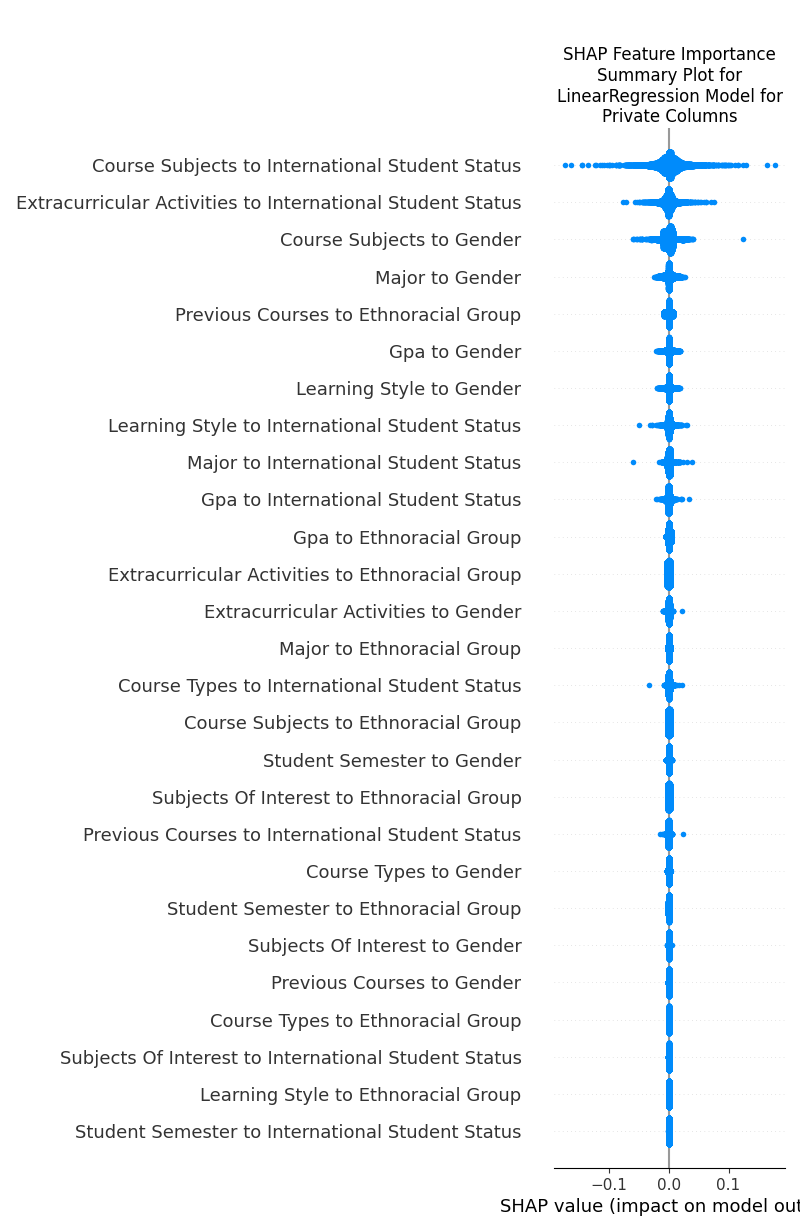 SHAP Feature Importance
Summary Plot for
LinearRegression Model for
Private Columns
Course Subjects to International Student Status
Extracurricular Activities to International Student Status
Course Subjects to Gender
Major to Gender
Previous Courses to Ethnoracial Group
Gpa to Gender
Learning Style to Gender
Learning Style to International Student Status
Major to International Student Status
Gpa to International Student Status
Gpa to Ethnoracial Group
Extracurricular Activities to Ethnoracial Group
Extracurricular Activities to Gender
Major to Ethnoracial Group
Course Types to International Student Status
Course Subjects to Ethnoracial Group
Student Semester to Gender
Subjects Of Interest to Ethnoracial Group
Previous Courses to International Student Status
Course Types to Gender
Student Semester to Ethnoracial Group
Subjects Of Interest to Gender
Previous Courses to Gender
Course Types to Ethnoracial Group
Subjects Of Interest to International Student Status
Learning Style to Ethnoracial Group
Student Semester to International Student Status
−0.1 0.0 0.1
SHAP value (impact on model out